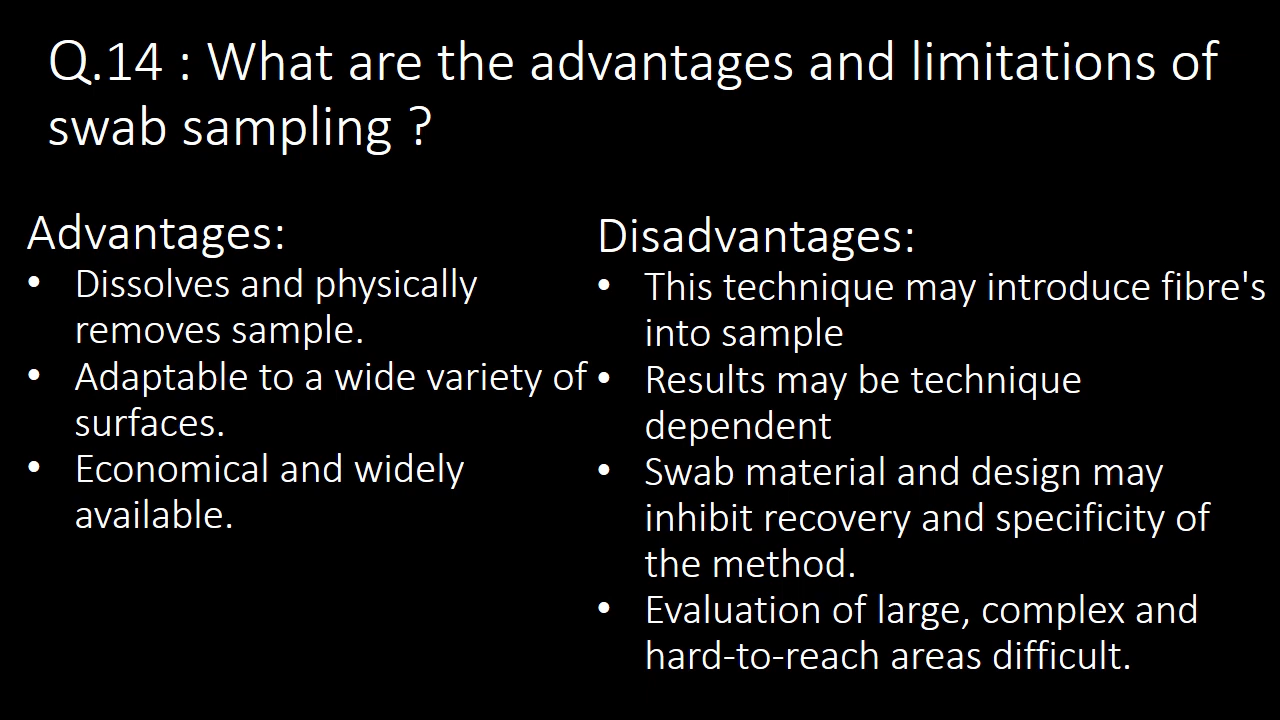 Q.14 : What are the advantages and limitations of
swab sampling ?
Advantages:
• Dissolves and physically
removes sample.
• Adaptable to a wide variety of
surfaces.
• Economical and widely
available.
Disadvantages:
• This technique may introduce fibre's
into sample
• Results may be technique
dependent
• Swab material and design may
inhibit recovery and specificity of
the method.
• Evaluation of large, complex and
hard-to-reach areas difficult.